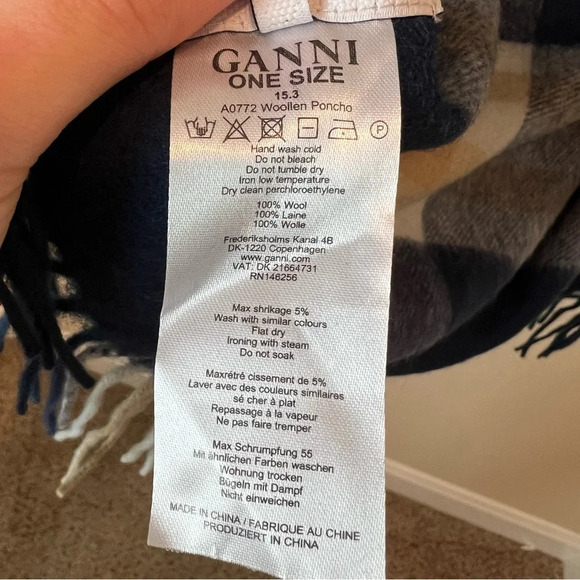 GANNI
ONE SIZE
15.3
A0772 Woollen Poncho
P
Hand wash cold
Do not bleach
Do not tumble dry
Iron low temperature
Dry clean perchloroethylene
100% Wool
100% Laine
100% Wolle
Frederiksholms Kanal 4B
DK-1220 Copenhagen
www.ganni.com
VAT: DK 21664731
RN146256
Max shrikage 5%
Wash with similar colours
Flat dry
Ironing with steam
Do not soak
Maxrétré cissement de 5%
Laver avec des couleurs similaires
sé cher à plat
Repassage à la vapeur
Ne pas faire tremper
Max Schrumpfung 55
Mit ähnlichen Farben waschen
Wohnung trocken
Bügeln mit Dampf
Nicht einweichen
MADE IN CHINA / FABRIQUE AU CHINE
PRODUZIERT IN CHINA